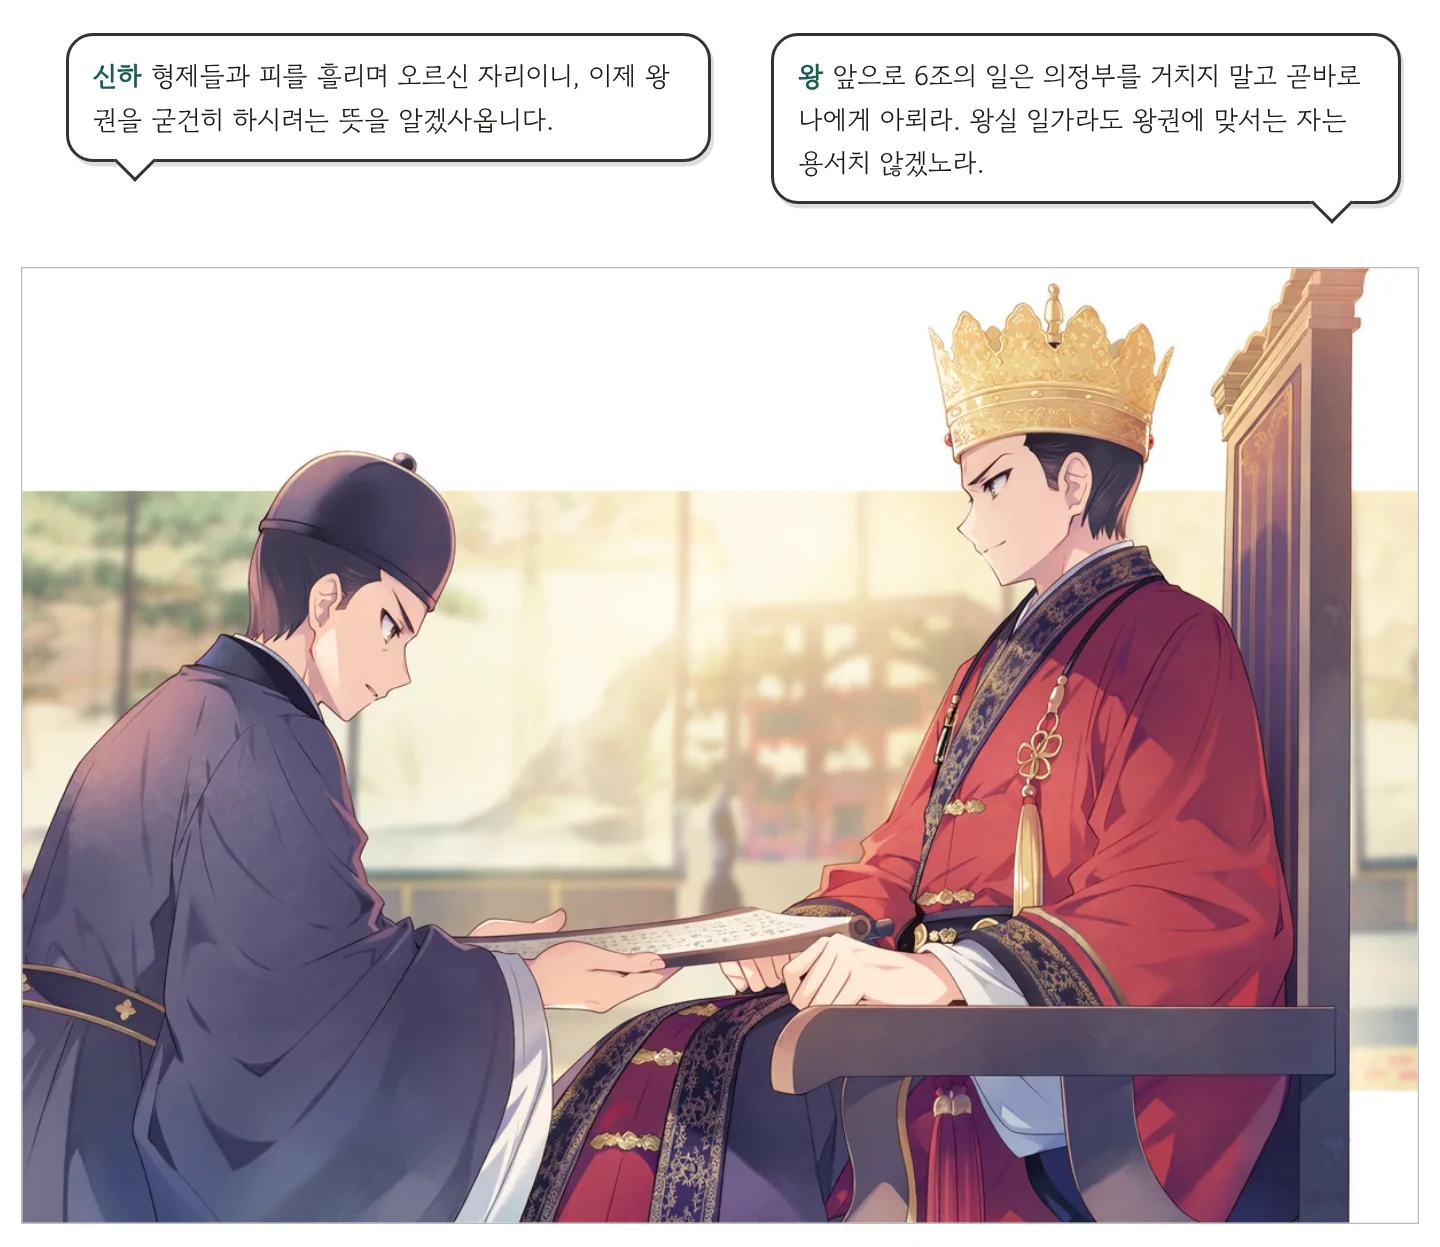 신하 형제들과 피를 흘리며 오르신 자리이니, 이제 왕
권을 굳건히 하시려는 뜻을 알겠사옵니다.
왕 앞으로 6조의 일은 의정부를 거치지 말고 곧바로
나에게 아뢰라. 왕실 일가라도 왕권에 맞서는 자는
용서치 않겠노라.